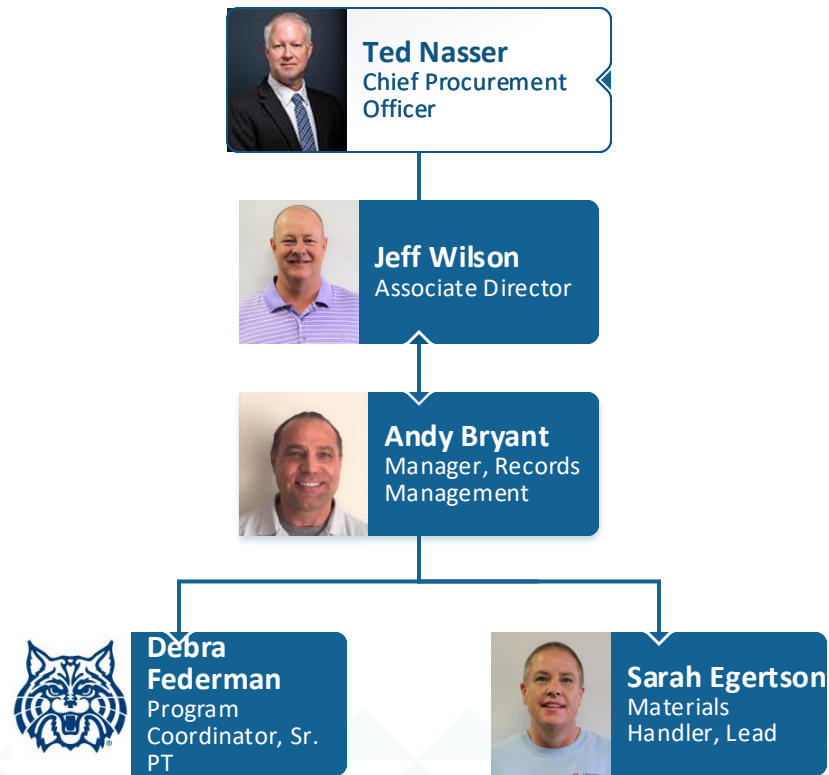 Ted Nasser
Chief Procurement
Officer
Jeff Wilson
Associate Director
Andy Bryant
Manager, Records
Management
Debra
Federman
Program
Coordinator, Sr.
PT
Sarah Egertson
Materials
Handler, Lead